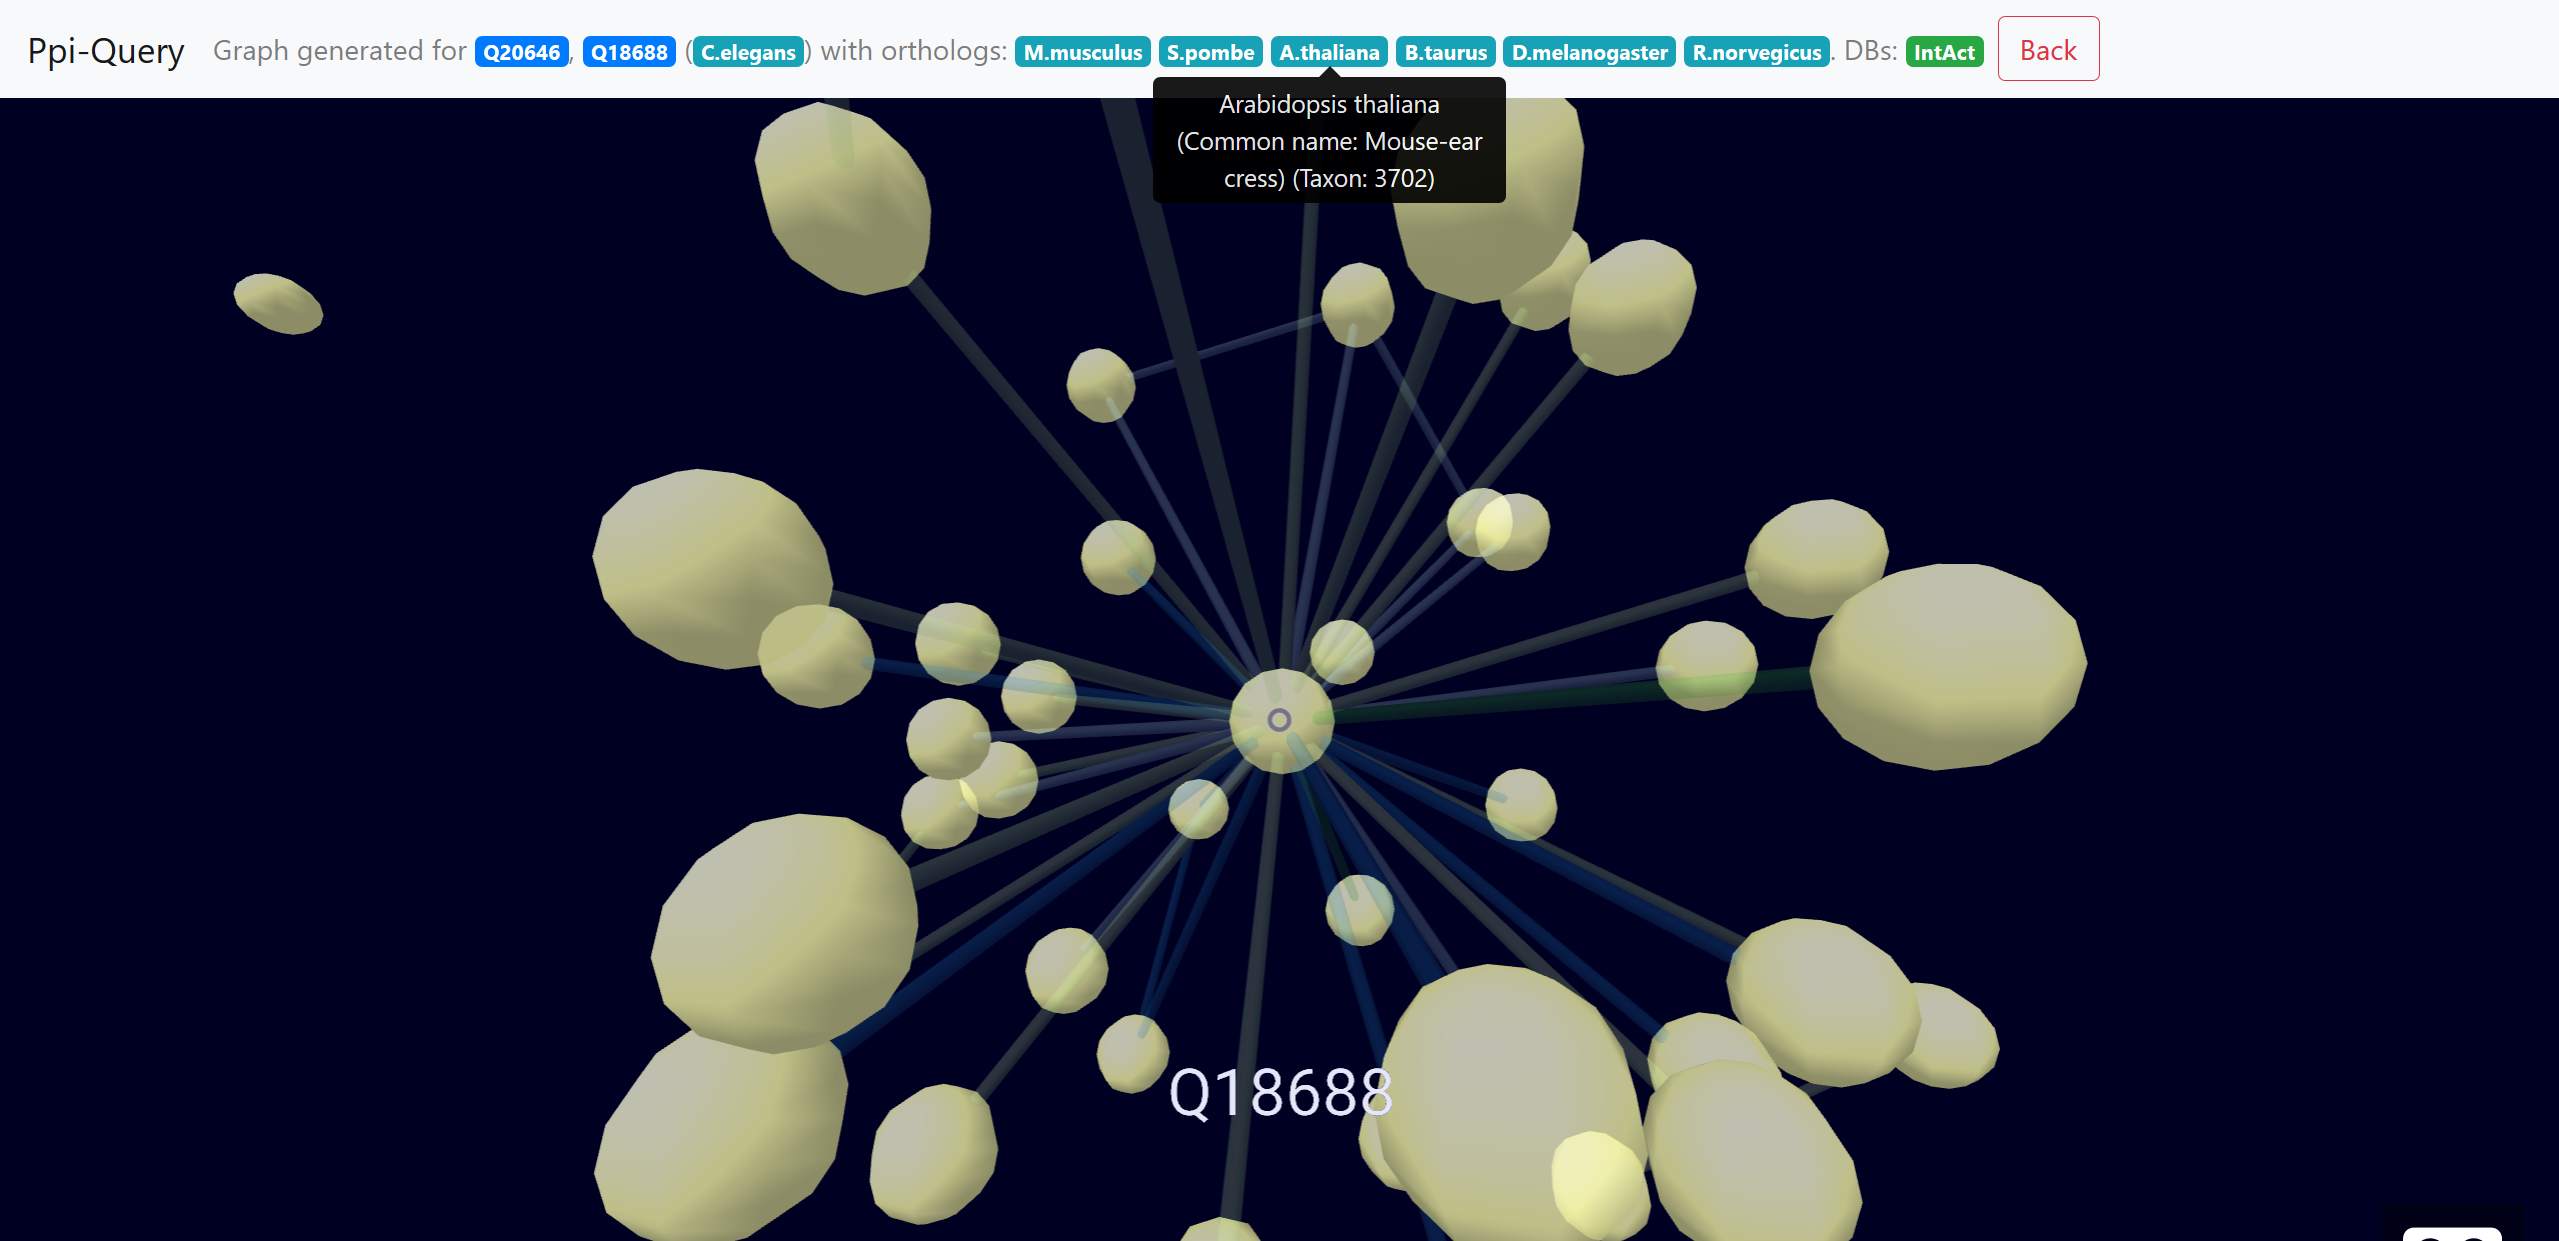 Ppi-Query Graph generated for Q20646, Q18688 (C.elegans) with orthologs: M.musculus S.pombe A.thaliana B.taurus D.melanogaster R.norvegicus. DBs: IntAct Back
Arabidopsis thaliana
(Common name: Mouse-ear
cress) (Taxon: 3702)
Q18688